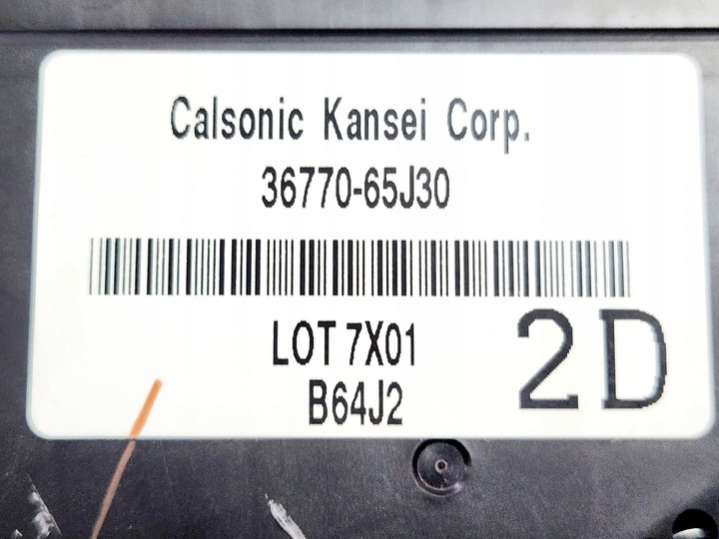 Calsonic Kansei Corp.
36770-65J30
LOT 7X01
B64J2
2D